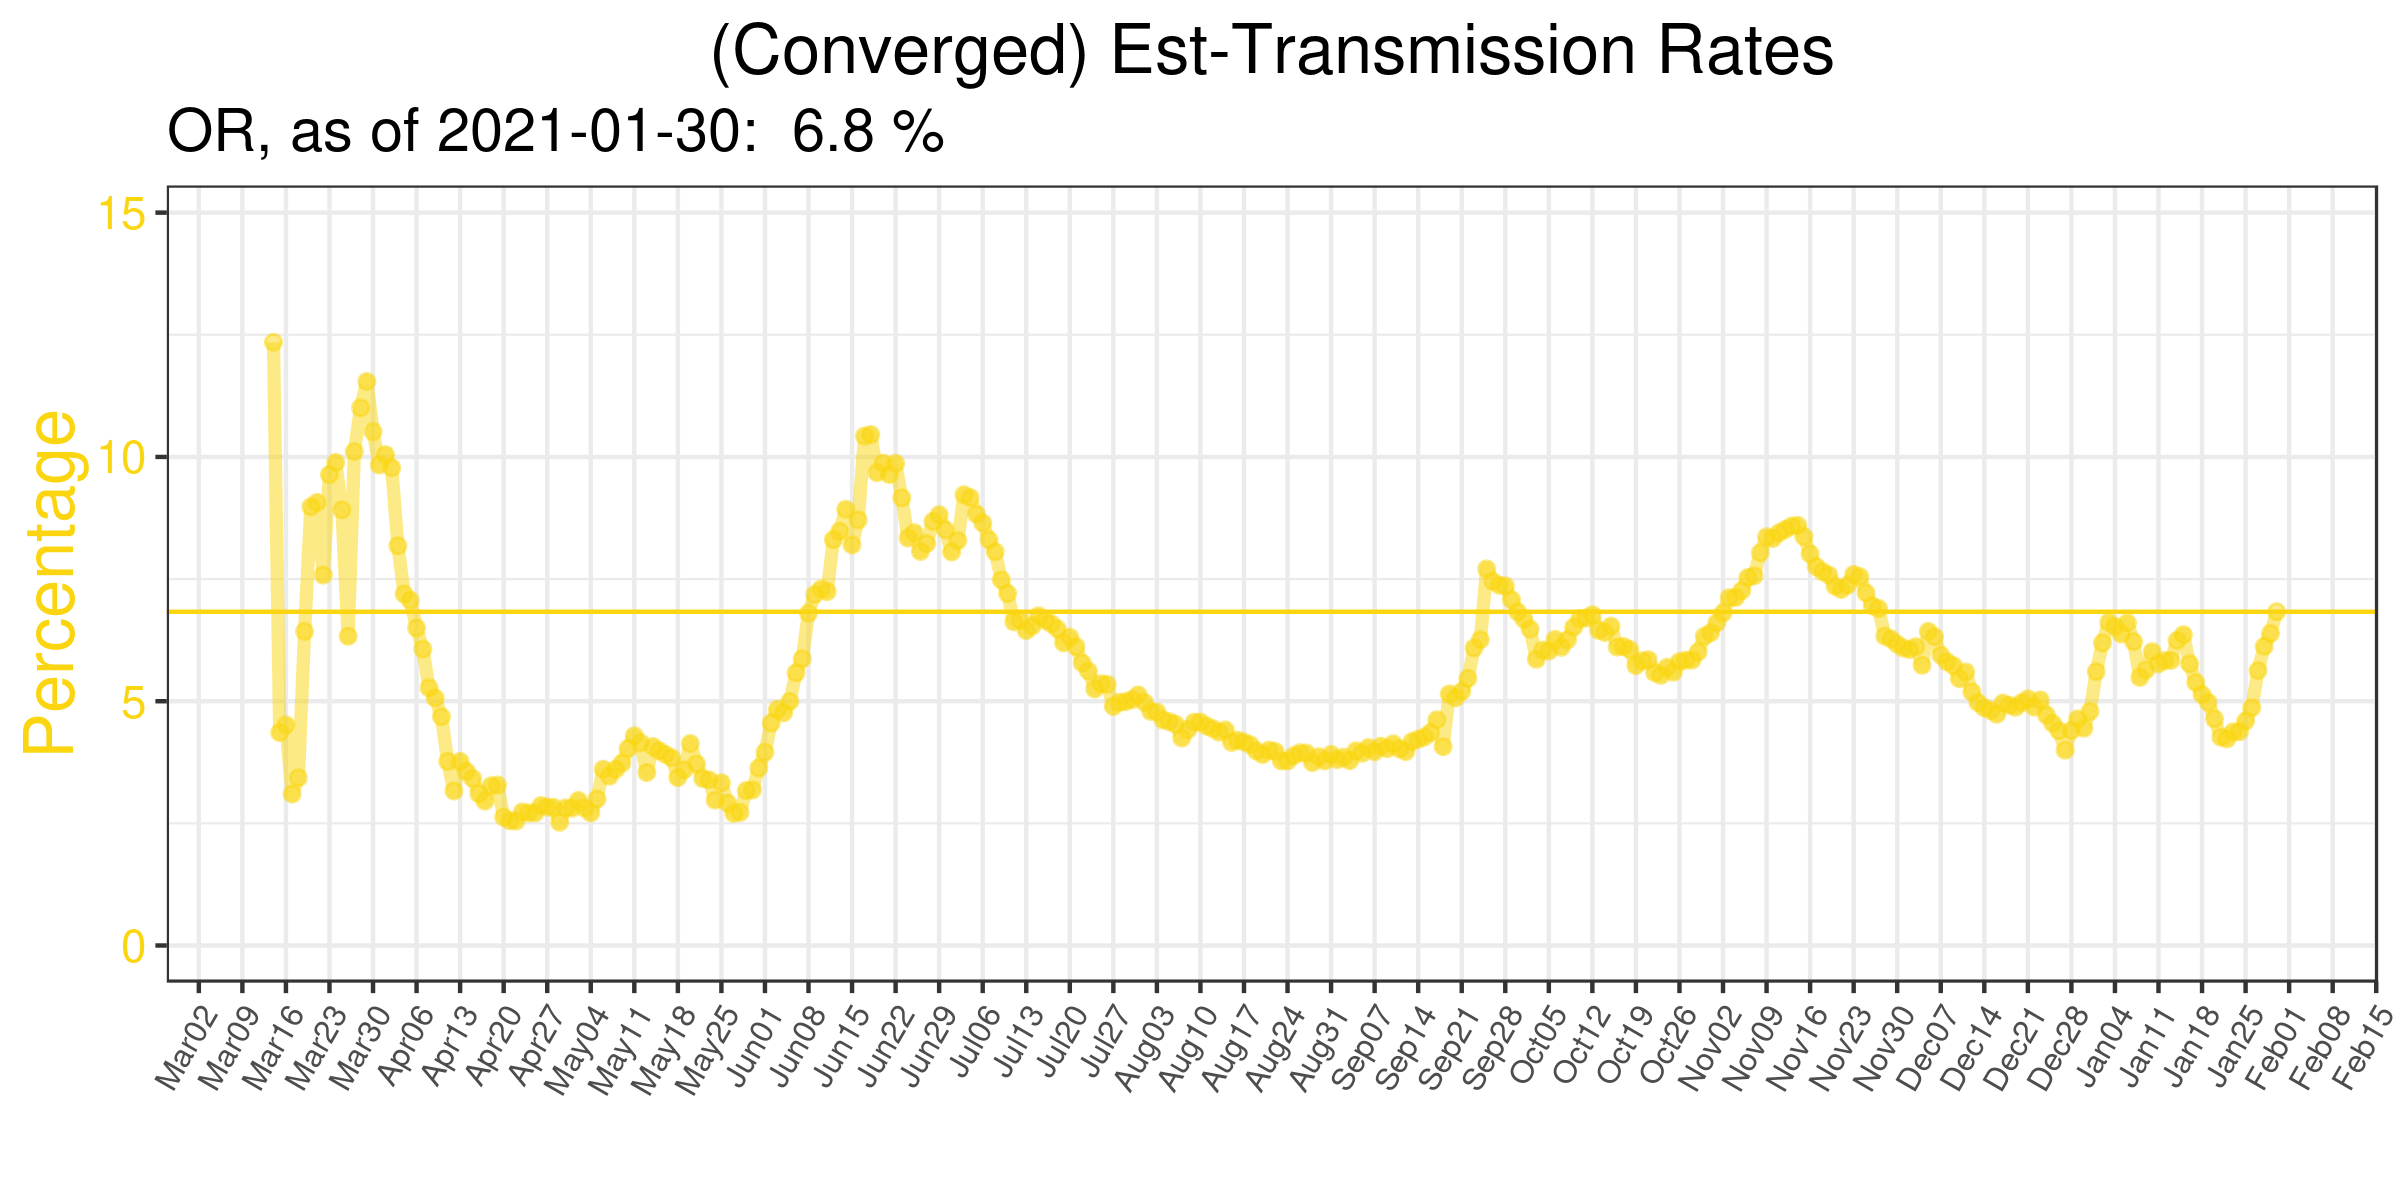 (Converged) Est-Transmission Rates
OR, as of 2021-01-30:  6.8 %
Percentage
15
10
5
0
Mar02 Mar09 Mar16 Mar23 Mar30 Apr06 Apr13 Apr20 Apr27 May04 May11 May18 May25 Jun01 Jun08 Jun15 Jun22 Jun29 Jul06 Jul13 Jul20 Jul27 Aug03 Aug10 Aug17 Aug24 Aug31 Sep07 Sep14 Sep21 Sep28 Oct05 Oct12 Oct19 Oct26 Nov02 Nov09 Nov16 Nov23 Nov30 Dec07 Dec14 Dec21 Dec28 Jan04 Jan11 Jan18 Jan25 Feb01 Feb08 Feb15